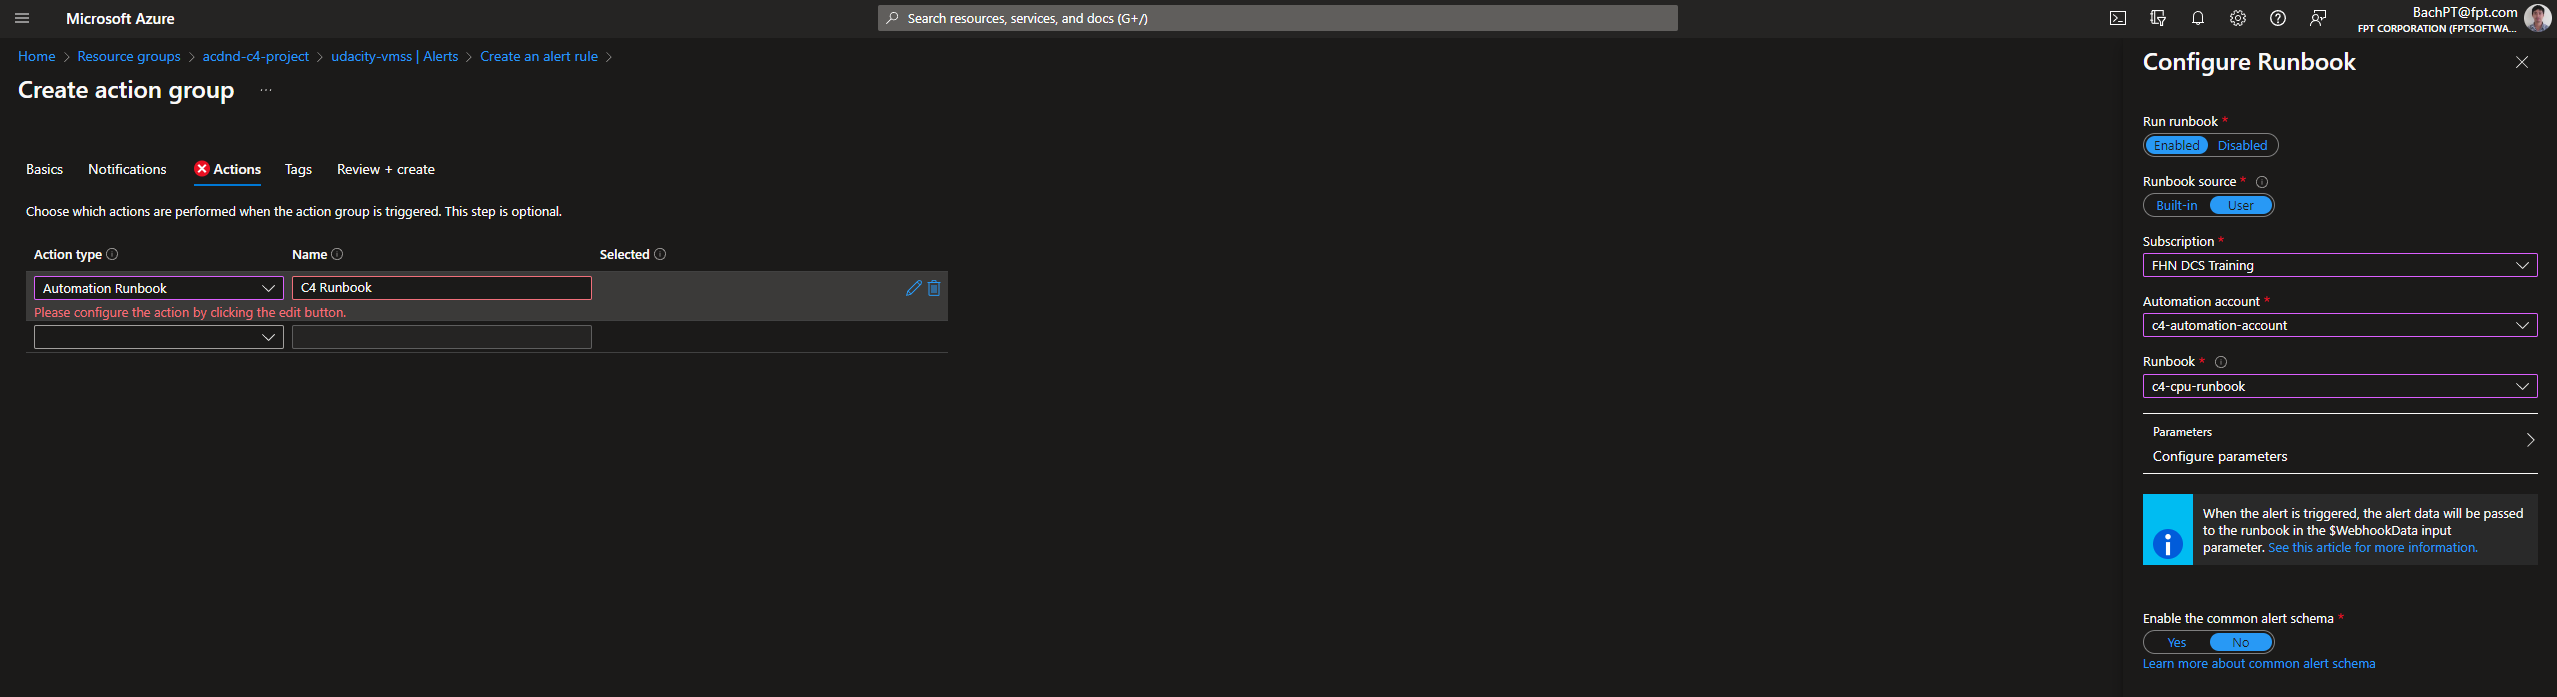 Microsoft Azure
Search resources, services, and docs (G+/)
BachPT@fpt.com
FPT CORPORATION (FPTSOFTWA...
Home > Resource groups > acdnd-c4-project > udacity-vmss | Alerts > Create an alert rule >
Create action group ...
Basics Notifications Actions Tags Review + create
Choose which actions are performed when the action group is triggered. This step is optional.
Action type Name Selected
Automation Runbook C4 Runbook
Please configure the action by clicking the edit button.
Configure Runbook
Run runbook *
Enabled Disabled
Runbook source *
Built-in User
Subscription *
FHN DCS Training
Automation account *
c4-automation-account
Runbook *
c4-cpu-runbook
Parameters
Configure parameters
When the alert is triggered, the alert data will be passed
to the runbook in the $WebhookData input
parameter. See this article for more information.
Enable the common alert schema *
Yes No
Learn more about common alert schema